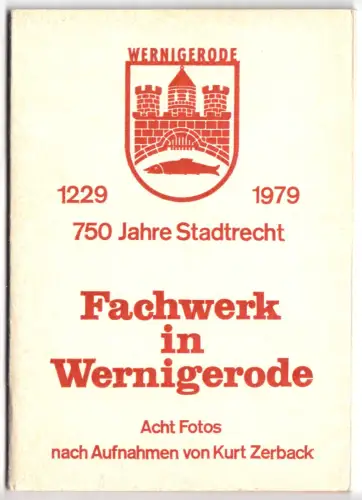 WERNIGERODE
1229 1979
750 Jahre Stadtrecht
Fachwerk
in
Wernigerode
Acht Fotos
nach Aufnahmen von Kurt Zerback